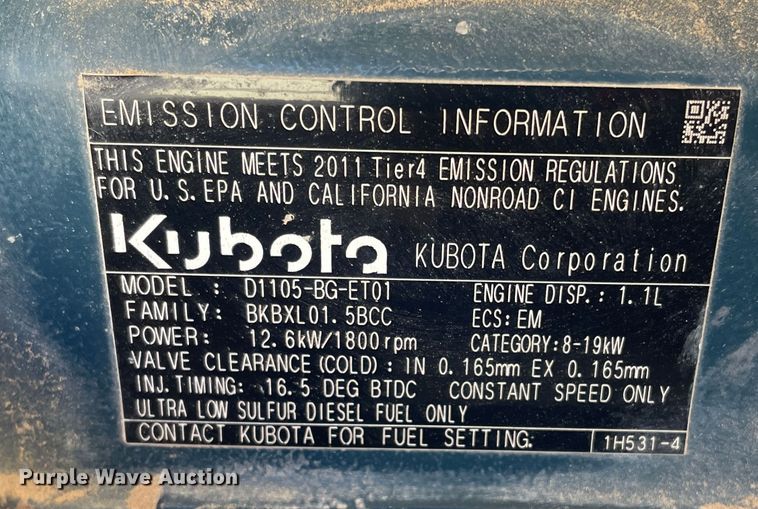 EMISSION CONTROL INFORMATION
THIS ENGINE MEETS 2011 Tier4 EMISSION REGULATIONS
FOR U.S. EPA AND CALIFORNIA NONROAD CI ENGINES.
Kubota KUBOTA Corporation
MODEL : D1105-BG-ET01 ENGINE DISP.: 1.1L
FAMILY: BKBXL01.5BCC ECS: EM
POWER: 12.6kW/1800rpm CATEGORY: 8-19kW
VALVE CLEARANCE (COLD) : IN 0.165mm EX 0.165mm
INJ. TIMING: 16.5 DEG BTDC CONSTANT SPEED ONLY
ULTRA LOW SULFUR DIESEL FUEL ONLY
CONTACT KUBOTA FOR FUEL SETTING. 1H531-4
Purple Wave Auction